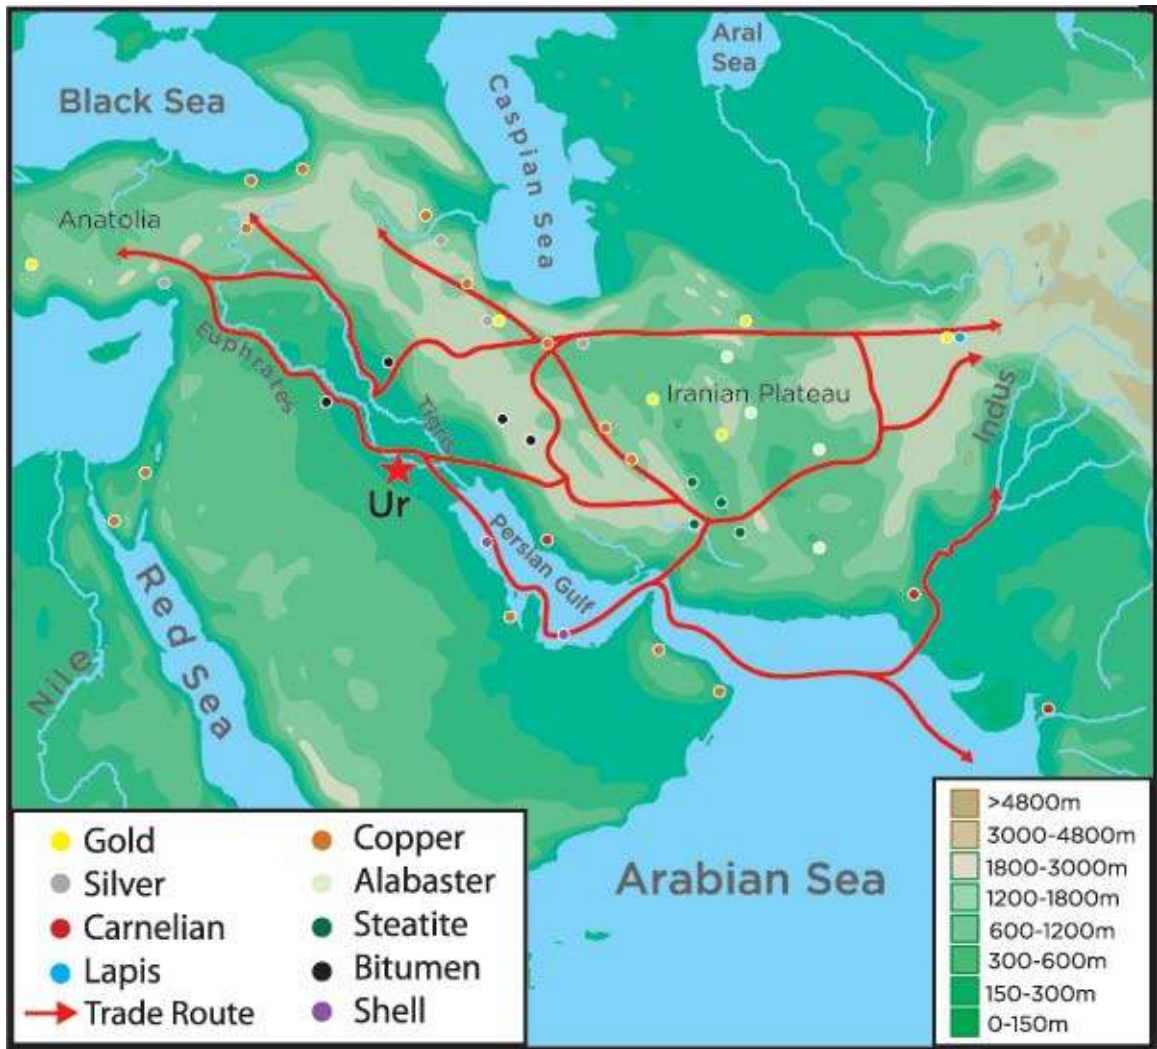 Aral
Sea
Black Sea
Caspian Sea
Anatolia
Euphrates
Tigris
Iranian Plateau
Indus
Ur
Persian Gulf
Red Sea
Nile
Arabian Sea
Gold
Silver
Carnelian
Lapis
Trade Route
Copper
Alabaster
Steatite
Bitumen
Shell
>4800m
3000-4800m
1800-3000m
1200-1800m
600-1200m
300-600m
150-300m
0-150m